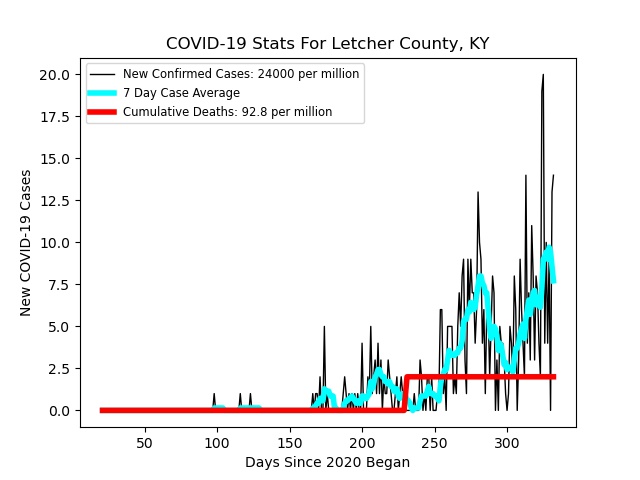 COVID-19 Stats For Letcher County, KY
New Confirmed Cases: 24000 per million
7 Day Case Average
Cumulative Deaths: 92.8 per million
New COVID-19 Cases
20.0
17.5
15.0
12.5
10.0
7.5
5.0
2.5
0.0
50 100 150 200 250 300
Days Since 2020 Began